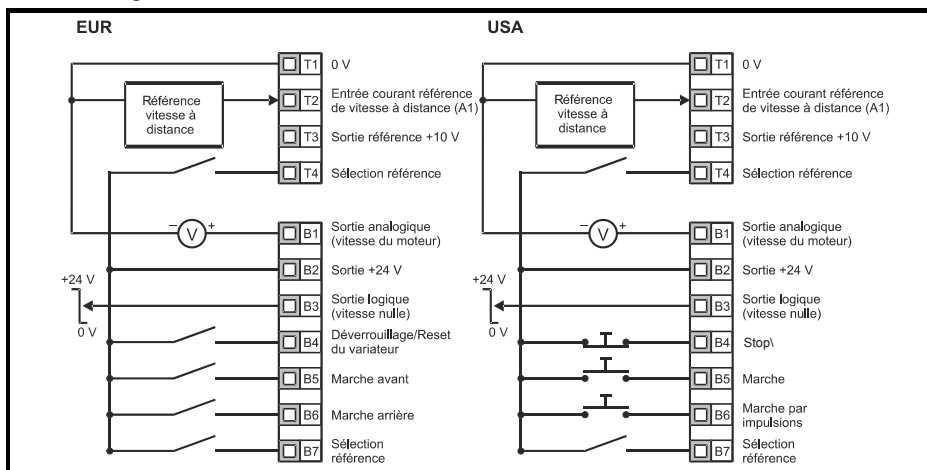 EUR
T1 0 V
Référence
vitesse à
distance
T2 Entrée courant référence
de vitesse à distance (A1)
T3 Sortie référence +10 V
T4 Sélection référence
− V +
B1 Sortie analogique
(vitesse du moteur)
B2 Sortie +24 V
+24 V
0 V
B3 Sortie logique
(vitesse nulle)
B4 Déverrouillage/Reset
du variateur
B5 Marche avant
B6 Marche arrière
B7 Sélection
référence
USA
T1 0 V
Référence
vitesse à
distance
T2 Entrée courant référence
de vitesse à distance (A1)
T3 Sortie référence +10 V
T4 Sélection référence
− V +
B1 Sortie analogique
(vitesse du moteur)
B2 Sortie +24 V
+24 V
0 V
B3 Sortie logique
(vitesse nulle)
B4 Stop\
B5 Marche
B6 Marche par
impulsions
B7 Sélection
référence